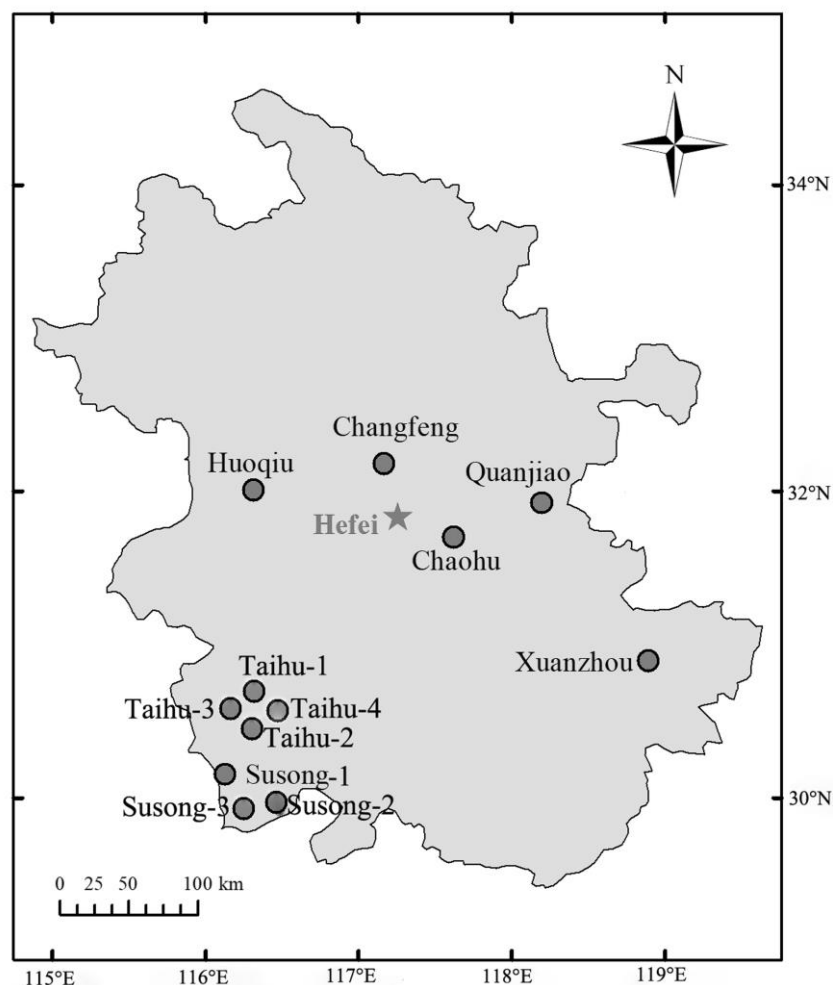 N
34°N
Changfeng
Huoqiu
Quanjiao
32°N
Hefei
Chaohu
Xuanzhou
Taihu-1
Taihu-3
Taihu-4
Taihu-2
Susong-1
30°N
Susong-3
Susong-2
0 25 50 100 km
115°E 116°E 117°E 118°E 119°E